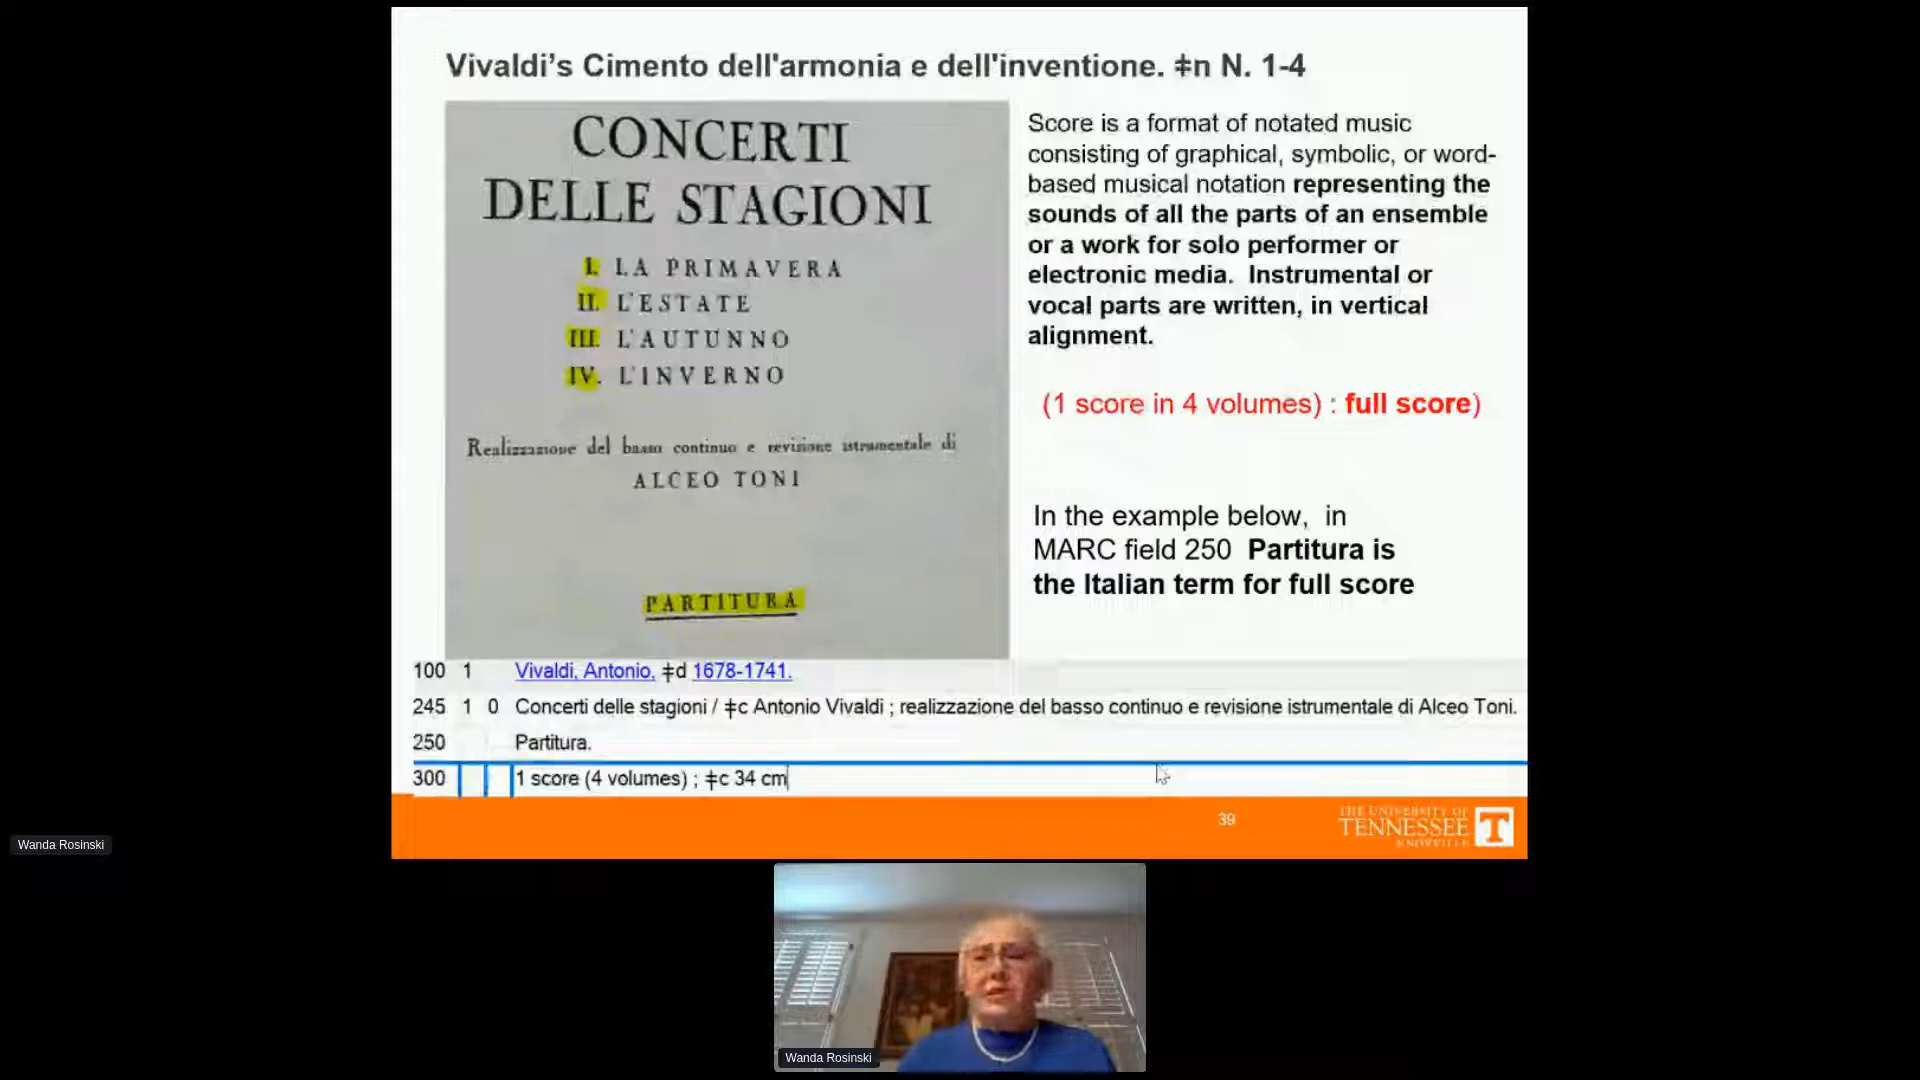 Vivaldi's Cimento dell'armonia e dell'inventione. ‡n N. 1-4
CONCERTI
DELLE STAGIONI
I. LA PRIMAVERA
II. L'ESTATE
III. L'AUTUNNO
IV. L'INVERNO
Realizzazione del basso continuo e revisione istrumentale di
ALCEO TONI
PARTITURA
Score is a format of notated music
consisting of graphical, symbolic, or word-
based musical notation representing the
sounds of all the parts of an ensemble
or a work for solo performer or
electronic media. Instrumental or
vocal parts are written, in vertical
alignment.
(1 score in 4 volumes) : full score)
In the example below, in
MARC field 250 Partitura is
the Italian term for full score
100 1 Vivaldi, Antonio, ‡d 1678-1741.
245 1 0 Concerti delle stagioni / ‡c Antonio Vivaldi ; realizzazione del basso continuo e revisione istrumentale di Alceo Toni.
250 Partitura.
300 1 score (4 volumes) ; ‡c 34 cm
39
THE UNIVERSITY OF
TENNESSEE
KNOXVILLE
T
Wanda Rosinski
Wanda Rosinski